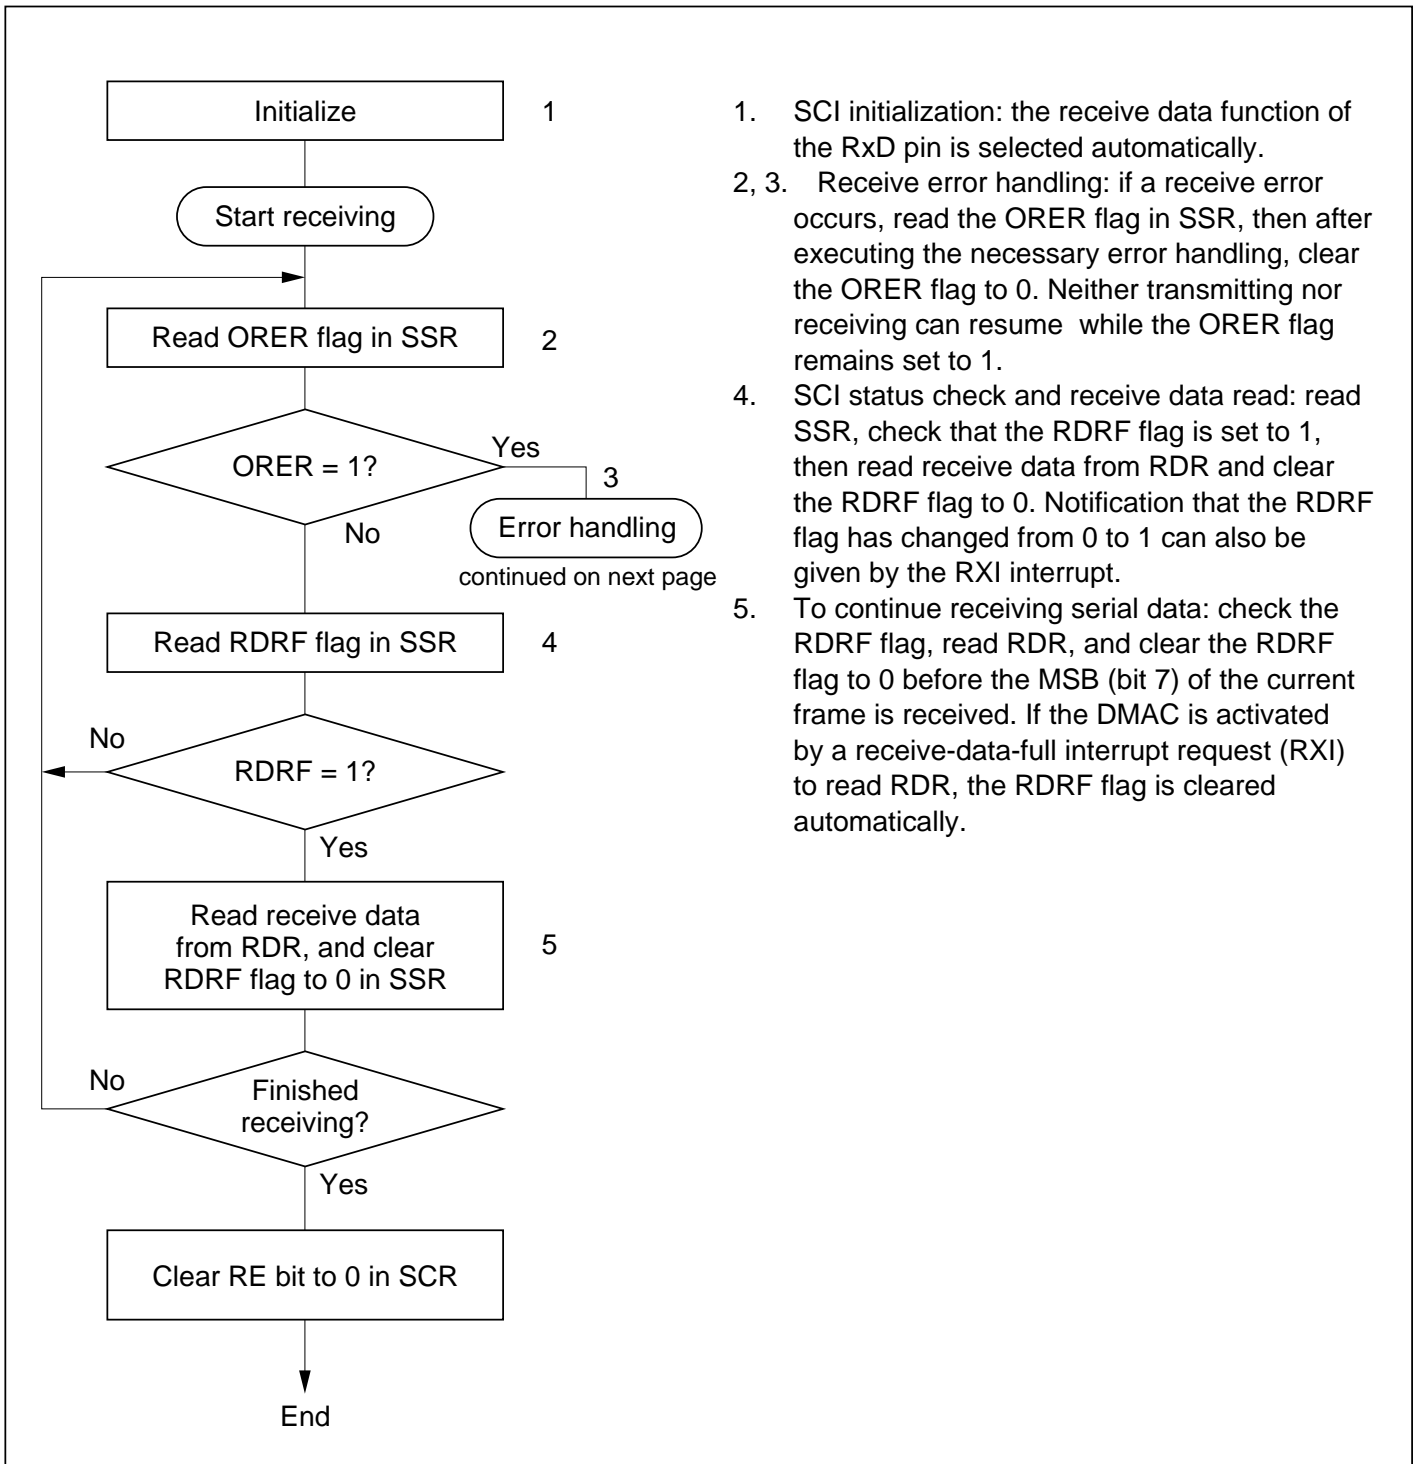 Initialize
1
Start receiving
Read ORER flag in SSR
2
ORER = 1?
Yes
3
Error handling
continued on next page
No
Read RDRF flag in SSR
4
No
RDRF = 1?
Yes
Read receive data
from RDR, and clear
RDRF flag to 0 in SSR
5
No
Finished
receiving?
Yes
Clear RE bit to 0 in SCR
End
1. SCI initialization: the receive data function of
the RxD pin is selected automatically.
2, 3. Receive error handling: if a receive error
occurs, read the ORER flag in SSR, then after
executing the necessary error handling, clear
the ORER flag to 0. Neither transmitting nor
receiving can resume while the ORER flag
remains set to 1.
4. SCI status check and receive data read: read
SSR, check that the RDRF flag is set to 1,
then read receive data from RDR and clear
the RDRF flag to 0. Notification that the RDRF
flag has changed from 0 to 1 can also be
given by the RXI interrupt.
5. To continue receiving serial data: check the
RDRF flag, read RDR, and clear the RDRF
flag to 0 before the MSB (bit 7) of the current
frame is received. If the DMAC is activated
by a receive-data-full interrupt request (RXI)
to read RDR, the RDRF flag is cleared
automatically.